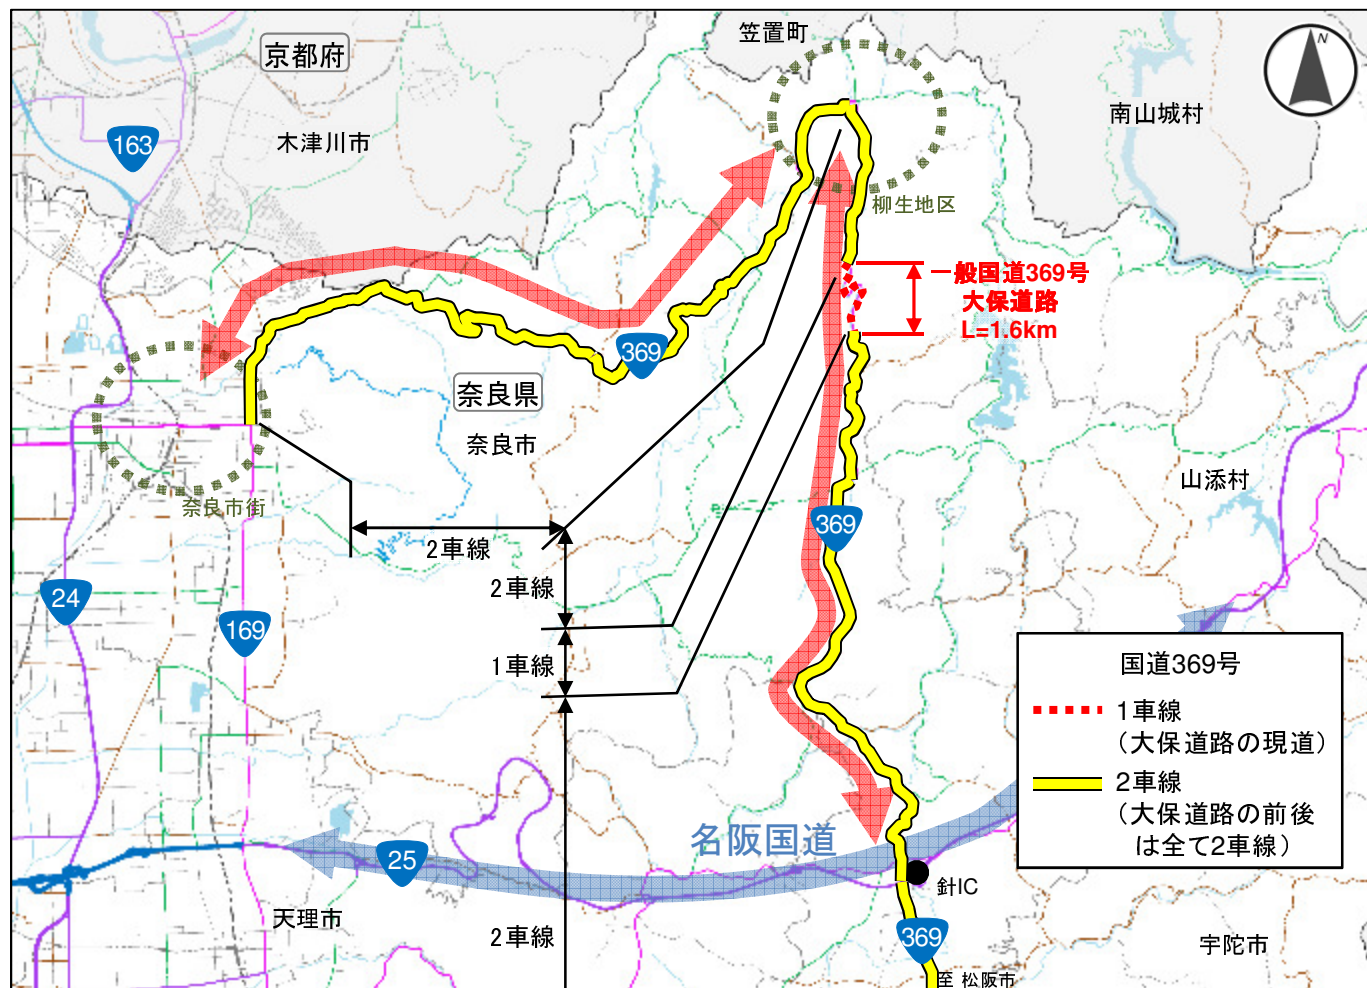 笠置町
N
京都府
南山城村
163
木津川市
柳生地区
一般国道369号
大保道路
L=1.6km
369
奈良県
奈良市
山添村
奈良市街
369
2車線
2車線
24
169
1車線
国道369号
1車線
（大保道路の現道）
2車線
（大保道路の前後
は全て2車線）
名阪国道
25
針IC
天理市
2車線
369
宇陀市
至 松阪市